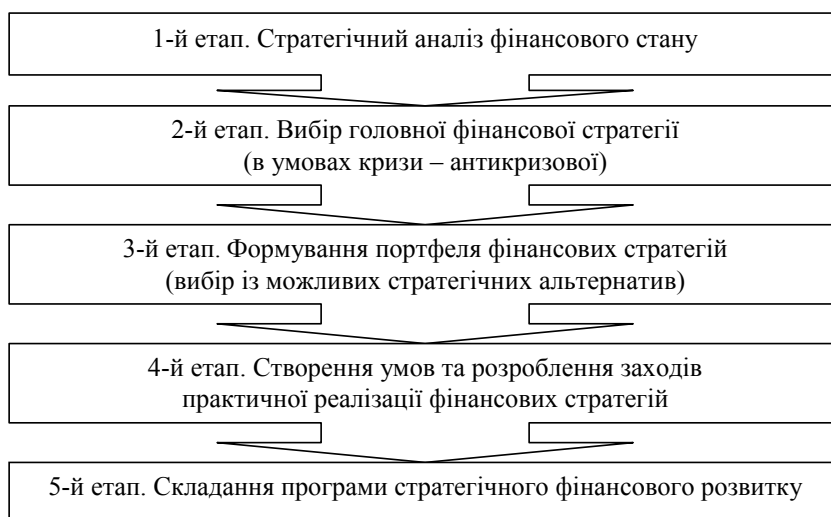 1-й етап. Стратегічний аналіз фінансового стану
2-й етап. Вибір головної фінансової стратегії
(в умовах кризи – антикризової)
3-й етап. Формування портфеля фінансових стратегій
(вибір із можливих стратегічних альтернатив)
4-й етап. Створення умов та розроблення заходів
практичної реалізації фінансових стратегій
5-й етап. Складання програми стратегічного фінансового розвитку